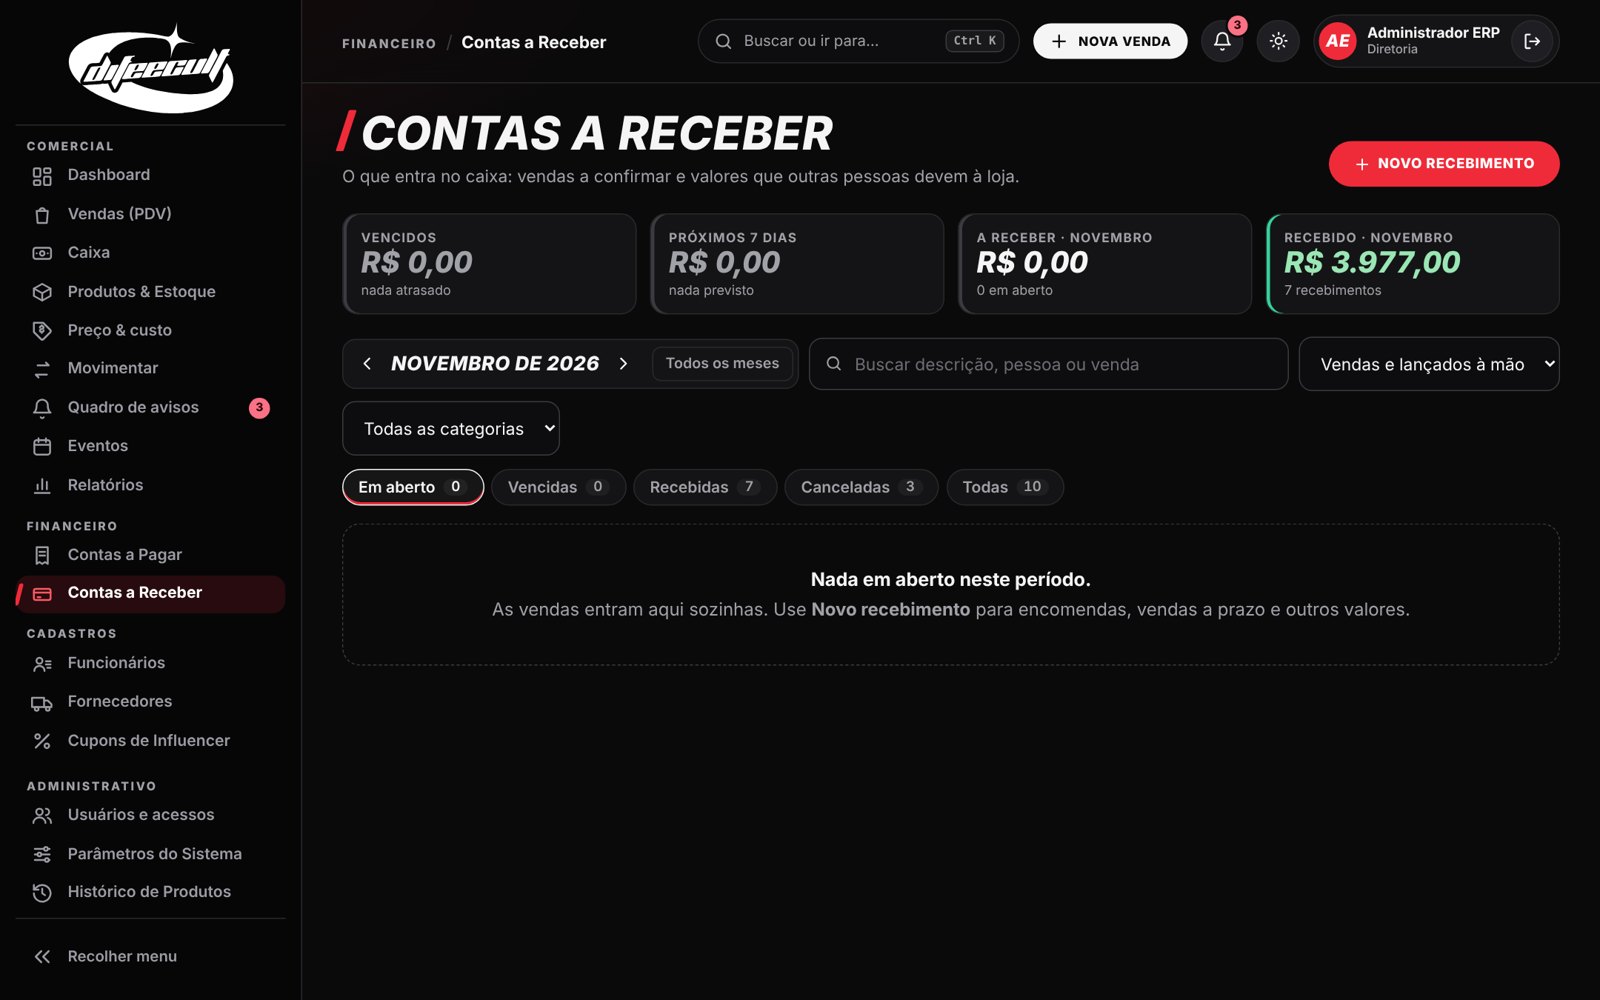 difeecult
COMERCIAL
Dashboard
Vendas (PDV)
Caixa
Produtos & Estoque
Preço & custo
Movimentar
Quadro de avisos 3
Eventos
Relatórios
FINANCEIRO
Contas a Pagar
Contas a Receber
CADASTROS
Funcionários
Fornecedores
Cupons de Influencer
ADMINISTRATIVO
Usuários e acessos
Parâmetros do Sistema
Histórico de Produtos
Recolher menu
FINANCEIRO / Contas a Receber
Buscar ou ir para... Ctrl K
+ NOVA VENDA
3
AE
Administrador ERP
Diretoria
/CONTAS A RECEBER
O que entra no caixa: vendas a confirmar e valores que outras pessoas devem à loja.
+ NOVO RECEBIMENTO
VENCIDOS
R$ 0,00
nada atrasado
PRÓXIMOS 7 DIAS
R$ 0,00
nada previsto
A RECEBER · NOVEMBRO
R$ 0,00
0 em aberto
RECEBIDO · NOVEMBRO
R$ 3.977,00
7 recebimentos
NOVEMBRO DE 2026
Todos os meses
Buscar descrição, pessoa ou venda
Vendas e lançados à mão
Todas as categorias
Em aberto 0
Vencidas 0
Recebidas 7
Canceladas 3
Todas 10
Nada em aberto neste período.
As vendas entram aqui sozinhas. Use Novo recebimento para encomendas, vendas a prazo e outros valores.